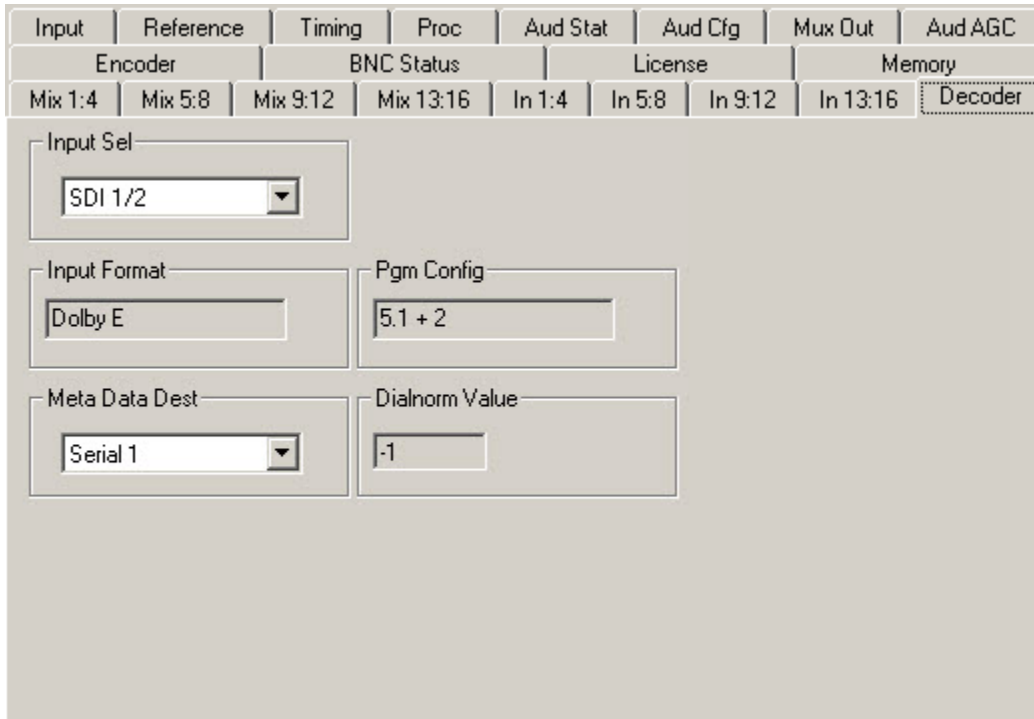 Input Reference Timing Proc Aud Stat Aud Cfg Mux Out Aud AGC
Encoder BNC Status License Memory
Mix 1:4 Mix 5:8 Mix 9:12 Mix 13:16 In 1:4 In 5:8 In 9:12 In 13:16 Decoder
Input Sel
SDI 1/2
Input Format Pgm Config
Dolby E 5.1 + 2
Meta Data Dest Dialnorm Value
Serial 1 -1